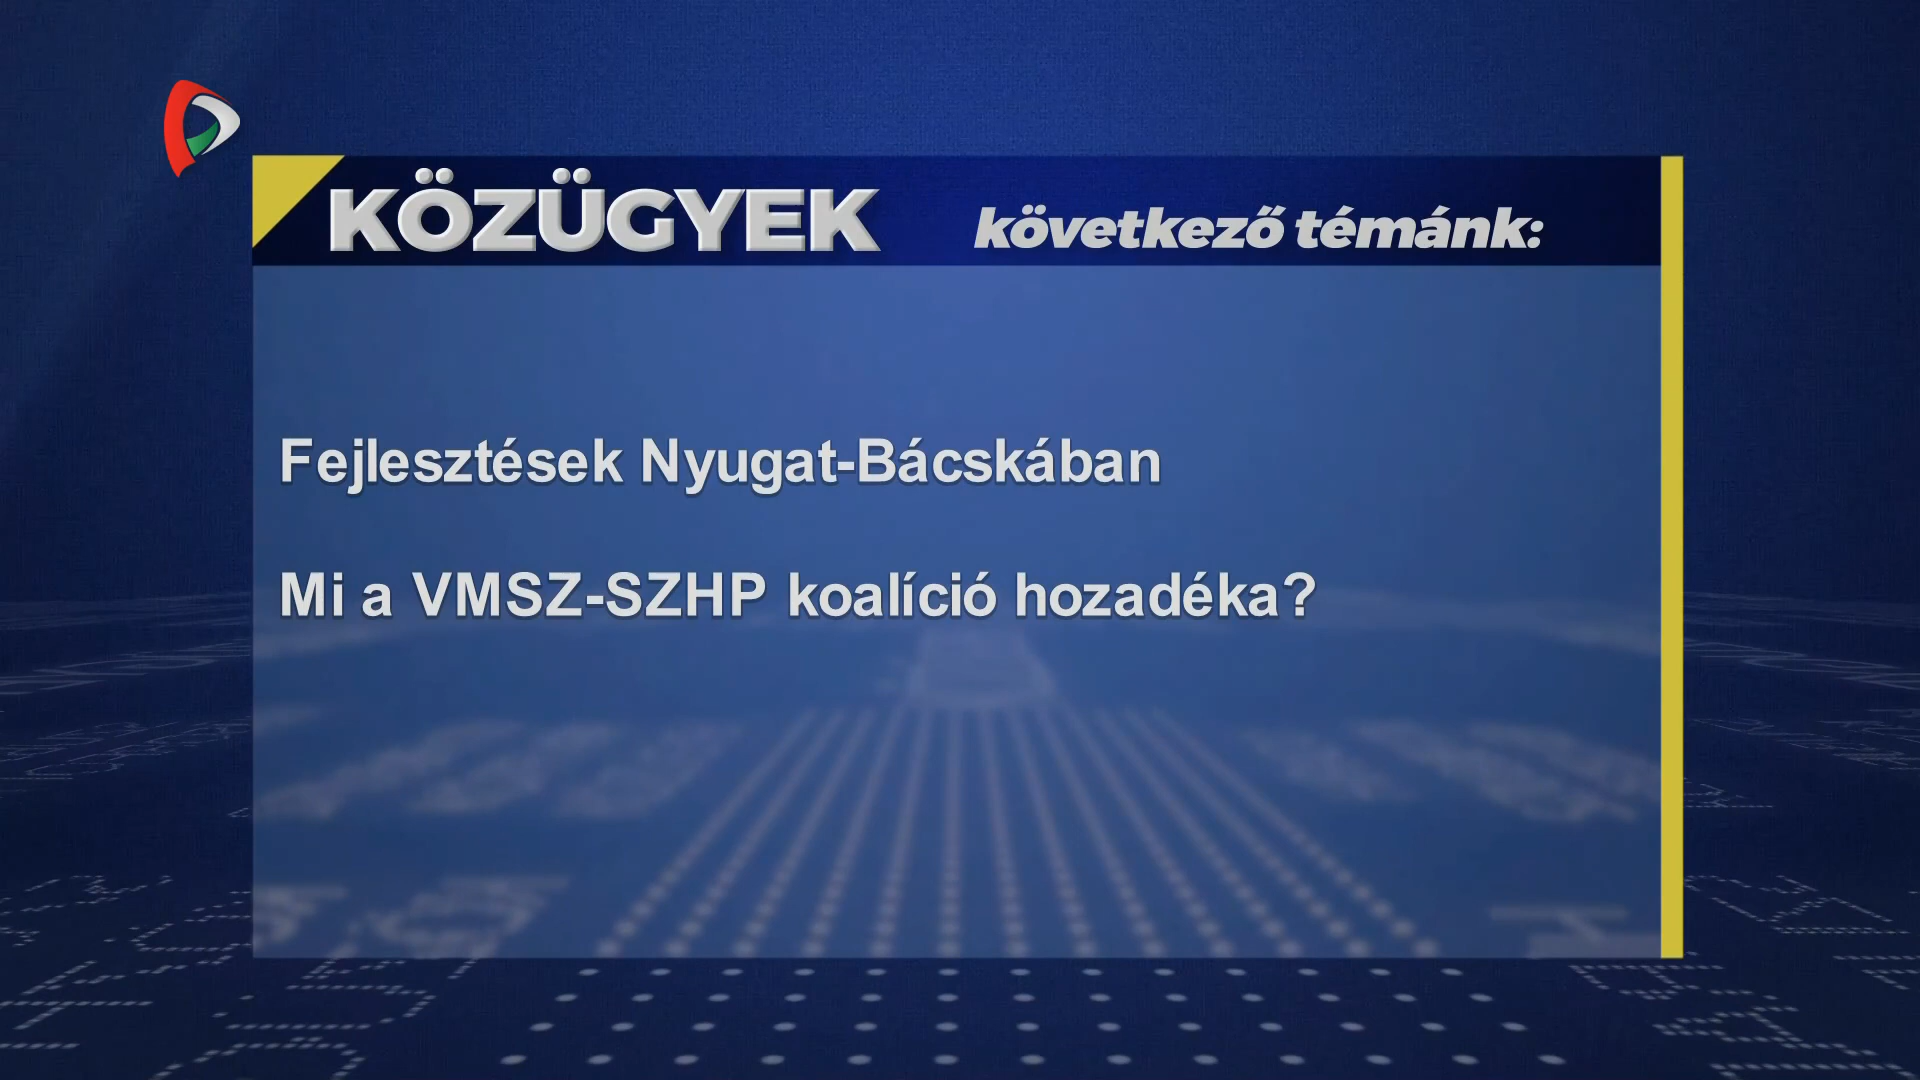 KÖZÜGYEK következő témánk:
Fejlesztések Nyugat-Bácskában
Mi a VMSZ-SZHP koalíció hozadéka?